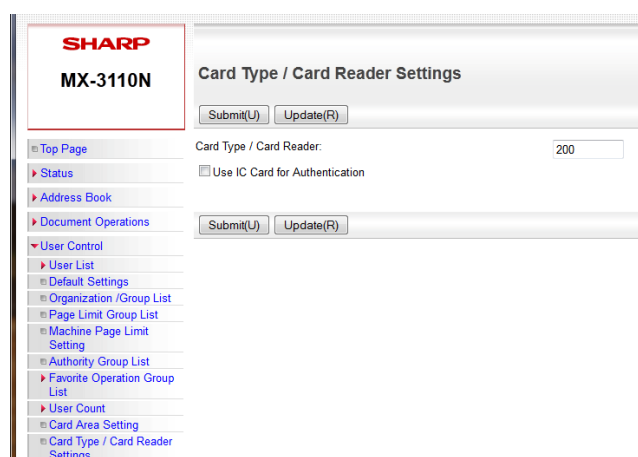 SHARP
MX-3110N
Card Type / Card Reader Settings
Submit(U) Update(R)
Card Type / Card Reader: 200
Use IC Card for Authentication
Submit(U) Update(R)
Top Page
Status
Address Book
Document Operations
User Control
User List
Default Settings
Organization /Group List
Page Limit Group List
Machine Page Limit
Setting
Authority Group List
Favorite Operation Group
List
User Count
Card Area Setting
Card Type / Card Reader
Settings